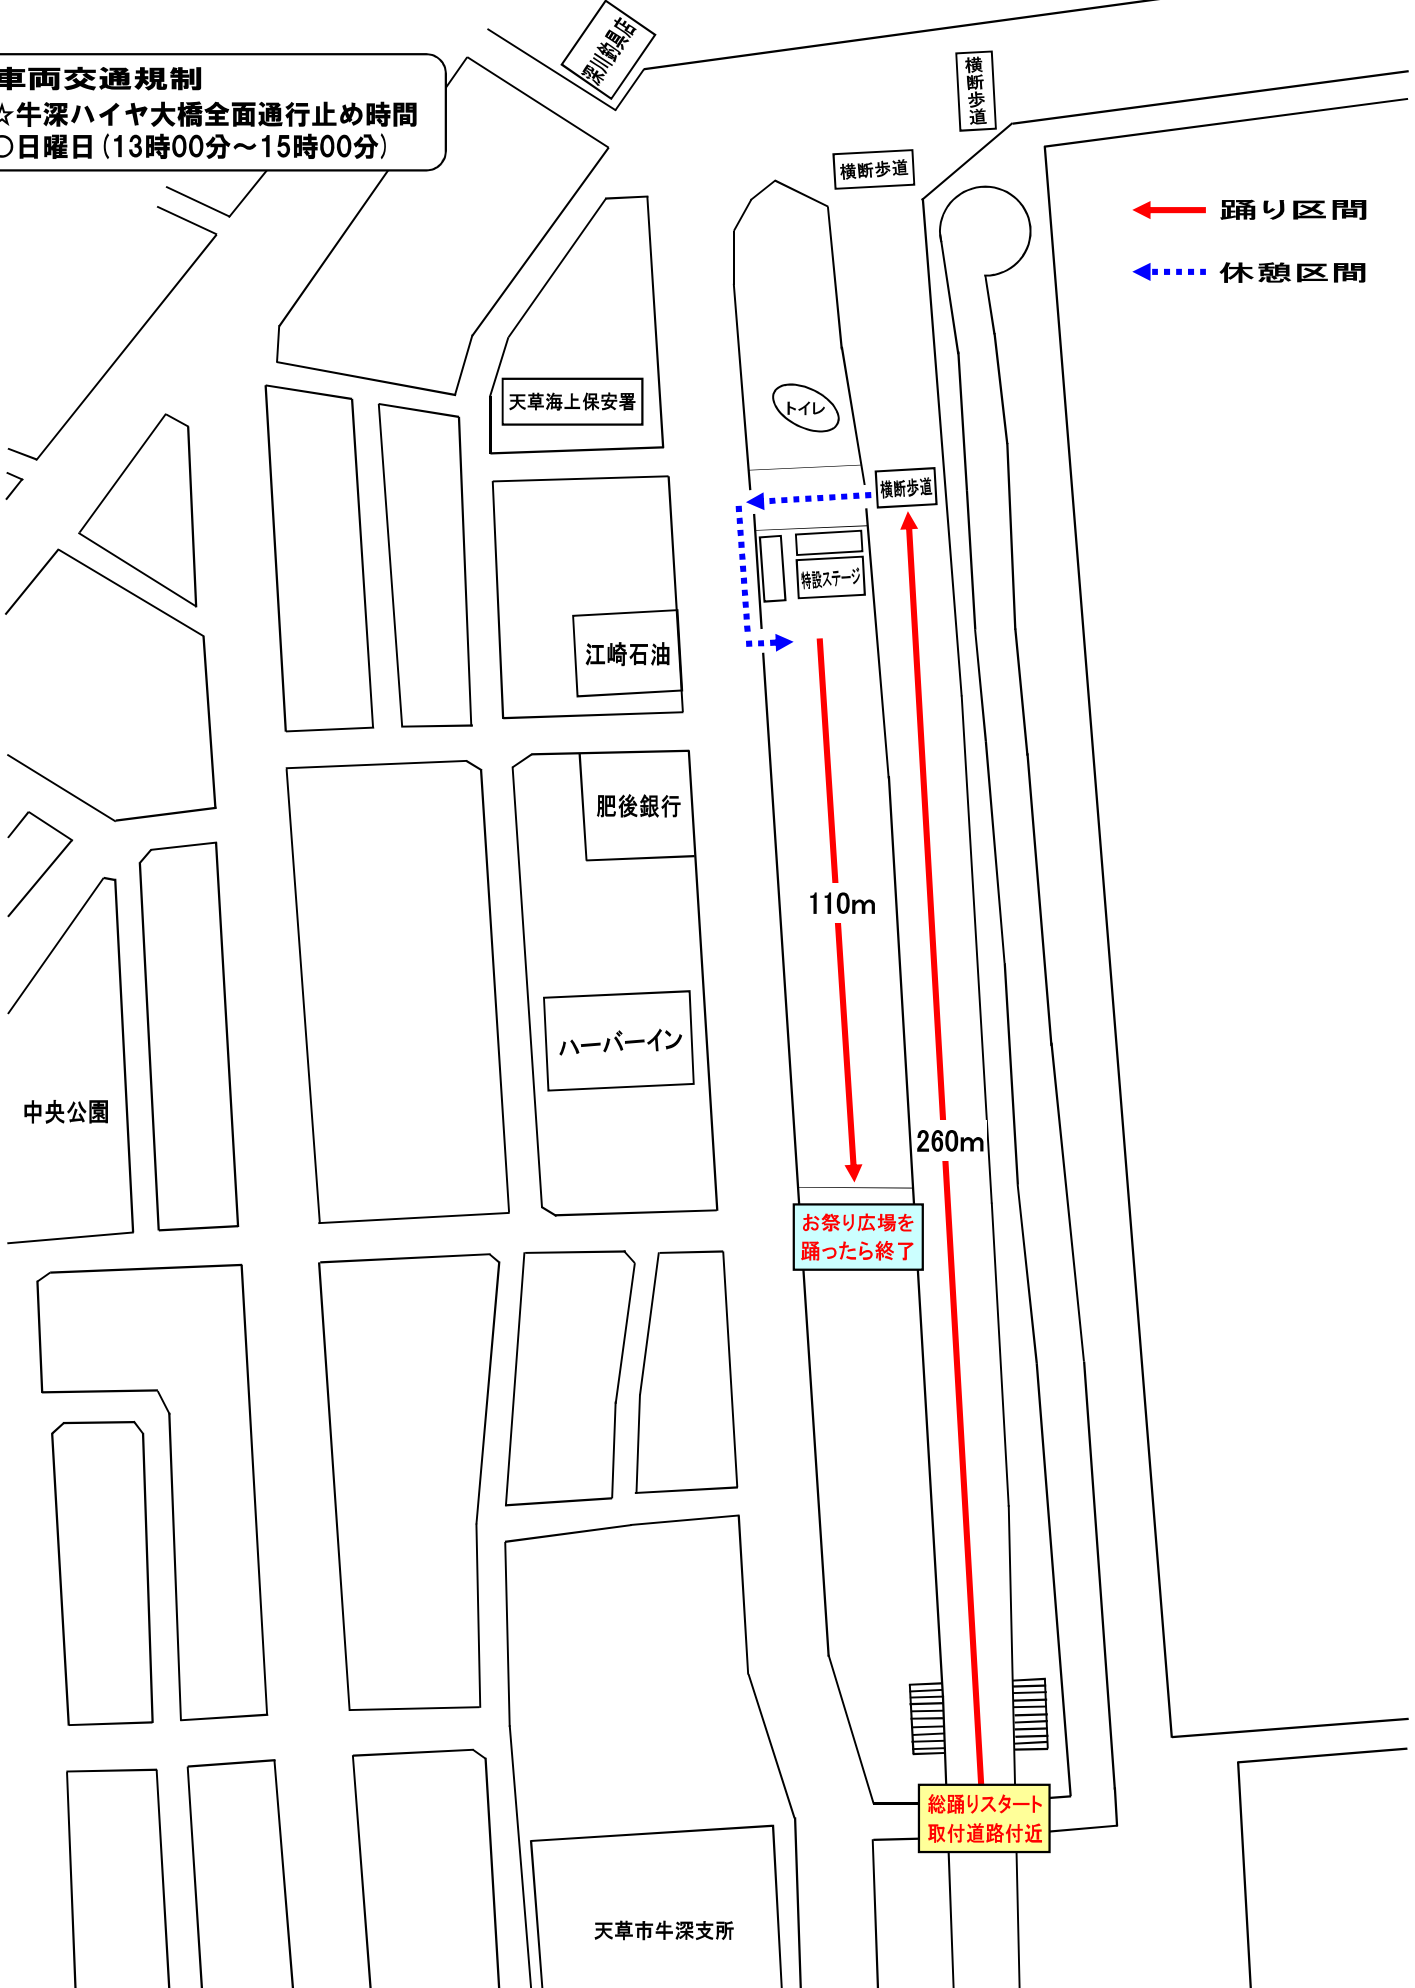 車両交通規制
☆牛深ハイヤ大橋全面通行止め時間
○日曜日(13時00分～15時00分)
深川釣具店
横断歩道
横断歩道
踊り区間
休憩区間
天草海上保安署
トイレ
横断歩道
特設ステージ
江崎石油
肥後銀行
110m
ハーバーイン
中央公園
260m
お祭り広場を
踊ったら終了
総踊りスタート
取付道路付近
天草市牛深支所